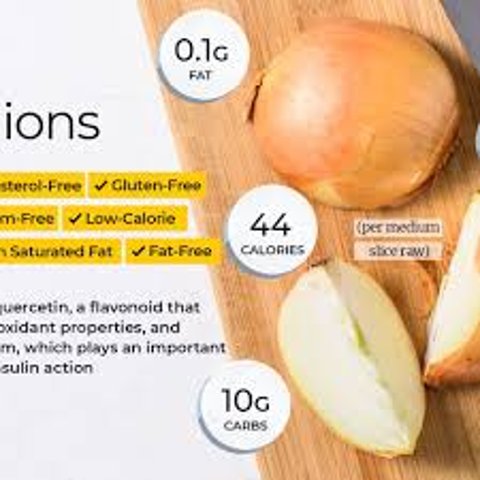 0.1G
FAT
ions
sterol-Free ✓ Gluten-Free
m-Free ✓ Low-Calorie
n Saturated Fat ✓ Fat-Free
44
CALORIES
(per medium
slice raw)
quercetin, a flavonoid that
oxidant properties, and
m, which plays an important
sulin action
10G
CARBS